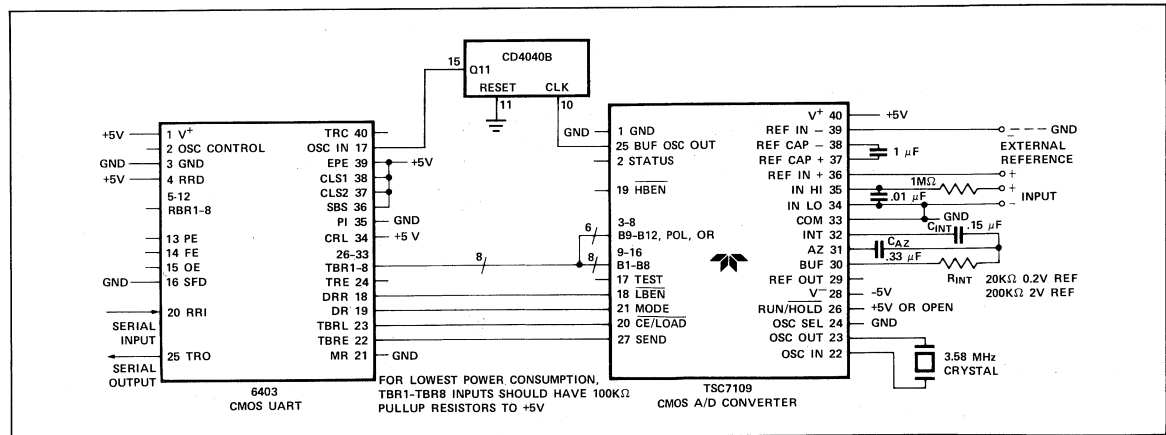 CD4040B
15
Q11
RESET
CLK
11
10
+5V
1 V+
TRC 40
2 OSC CONTROL
OSC IN 17
GND
3 GND
EPE 39
+5V
+5V
4 RRD
CLS1 38
5-12
CLS2 37
RBR1-8
SBS 36
PI 35
GND
13 PE
CRL 34
+5 V
14 FE
26-33
15 OE
TBR1-8
8
GND
16 SFD
TRE 24
DRR 18
20 RRI
DR 19
SERIAL
INPUT
TBRL 23
TBRE 22
25 TRO
MR 21
GND
SERIAL
OUTPUT
6403
CMOS UART
FOR LOWEST POWER CONSUMPTION,
TBR1-TBR8 INPUTS SHOULD HAVE 100KΩ
PULLUP RESISTORS TO +5V
GND
1 GND
25 BUF OSC OUT
2 STATUS
19 HBEN
3-8
6
B9-B12, POL, OR
9-16
8
B1-B8
17 TEST
18 LBEN
21 MODE
20 CE/LOAD
27 SEND
V+ 40
+5V
REF IN - 39
GND
REF CAP - 38
EXTERNAL
REFERENCE
1 µF
REF CAP + 37
REF IN + 36
+
1MΩ
IN HI 35
+
INPUT
.01 µF
IN LO 34
-
COM 33
GND
INT 32
CINT
.15 µF
AZ 31
CAZ
.33 µF
BUF 30
RINT
REF OUT 29
20KΩ 0.2V REF
200KΩ 2V REF
V- 28
-5V
RUN/HOLD 26
+5V OR OPEN
OSC SEL 24
GND
OSC OUT 23
OSC IN 22
3.58 MHz
CRYSTAL
TSC7109
CMOS A/D CONVERTER